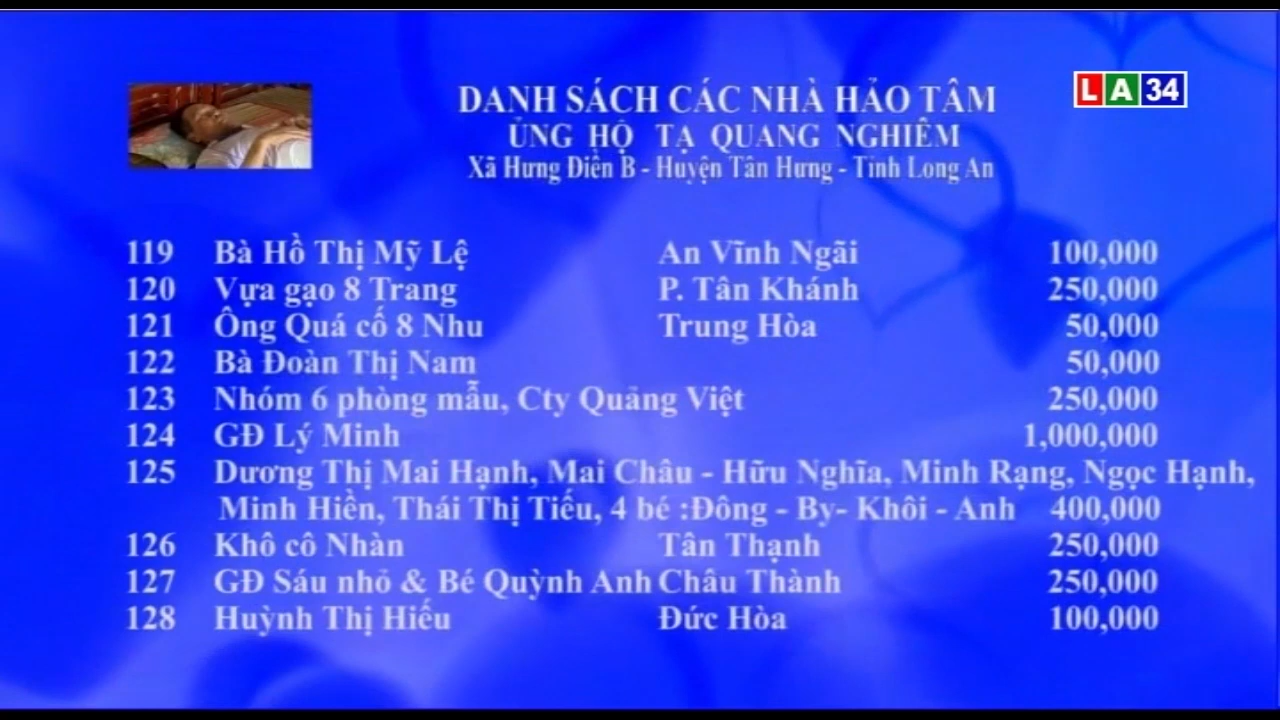 DANH SÁCH CÁC NHÀ HẢO TÂM
LA34
ỦNG HỘ TẠ QUANG NGHIÊM
Xã Hưng Điền B - Huyện Tân Hưng - Tỉnh Long An
119 Bà Hồ Thị Mỹ Lệ An Vĩnh Ngãi 100,000
120 Vựa gạo 8 Trang P. Tân Khánh 250,000
121 Ông Quá cố 8 Nhu Trung Hòa 50,000
122 Bà Đoàn Thị Nam 50,000
123 Nhóm 6 phòng mẫu, Cty Quảng Việt 250,000
124 GĐ Lý Minh 1,000,000
125 Dương Thị Mai Hạnh, Mai Châu - Hữu Nghĩa, Minh Rạng, Ngọc Hạnh,
Minh Hiền, Thái Thị Tiếu, 4 bé :Đông - By- Khôi - Anh 400,000
126 Khô cô Nhàn Tân Thạnh 250,000
127 GĐ Sáu nhỏ & Bé Quỳnh Anh Châu Thành 250,000
128 Huỳnh Thị Hiếu Đức Hòa 100,000